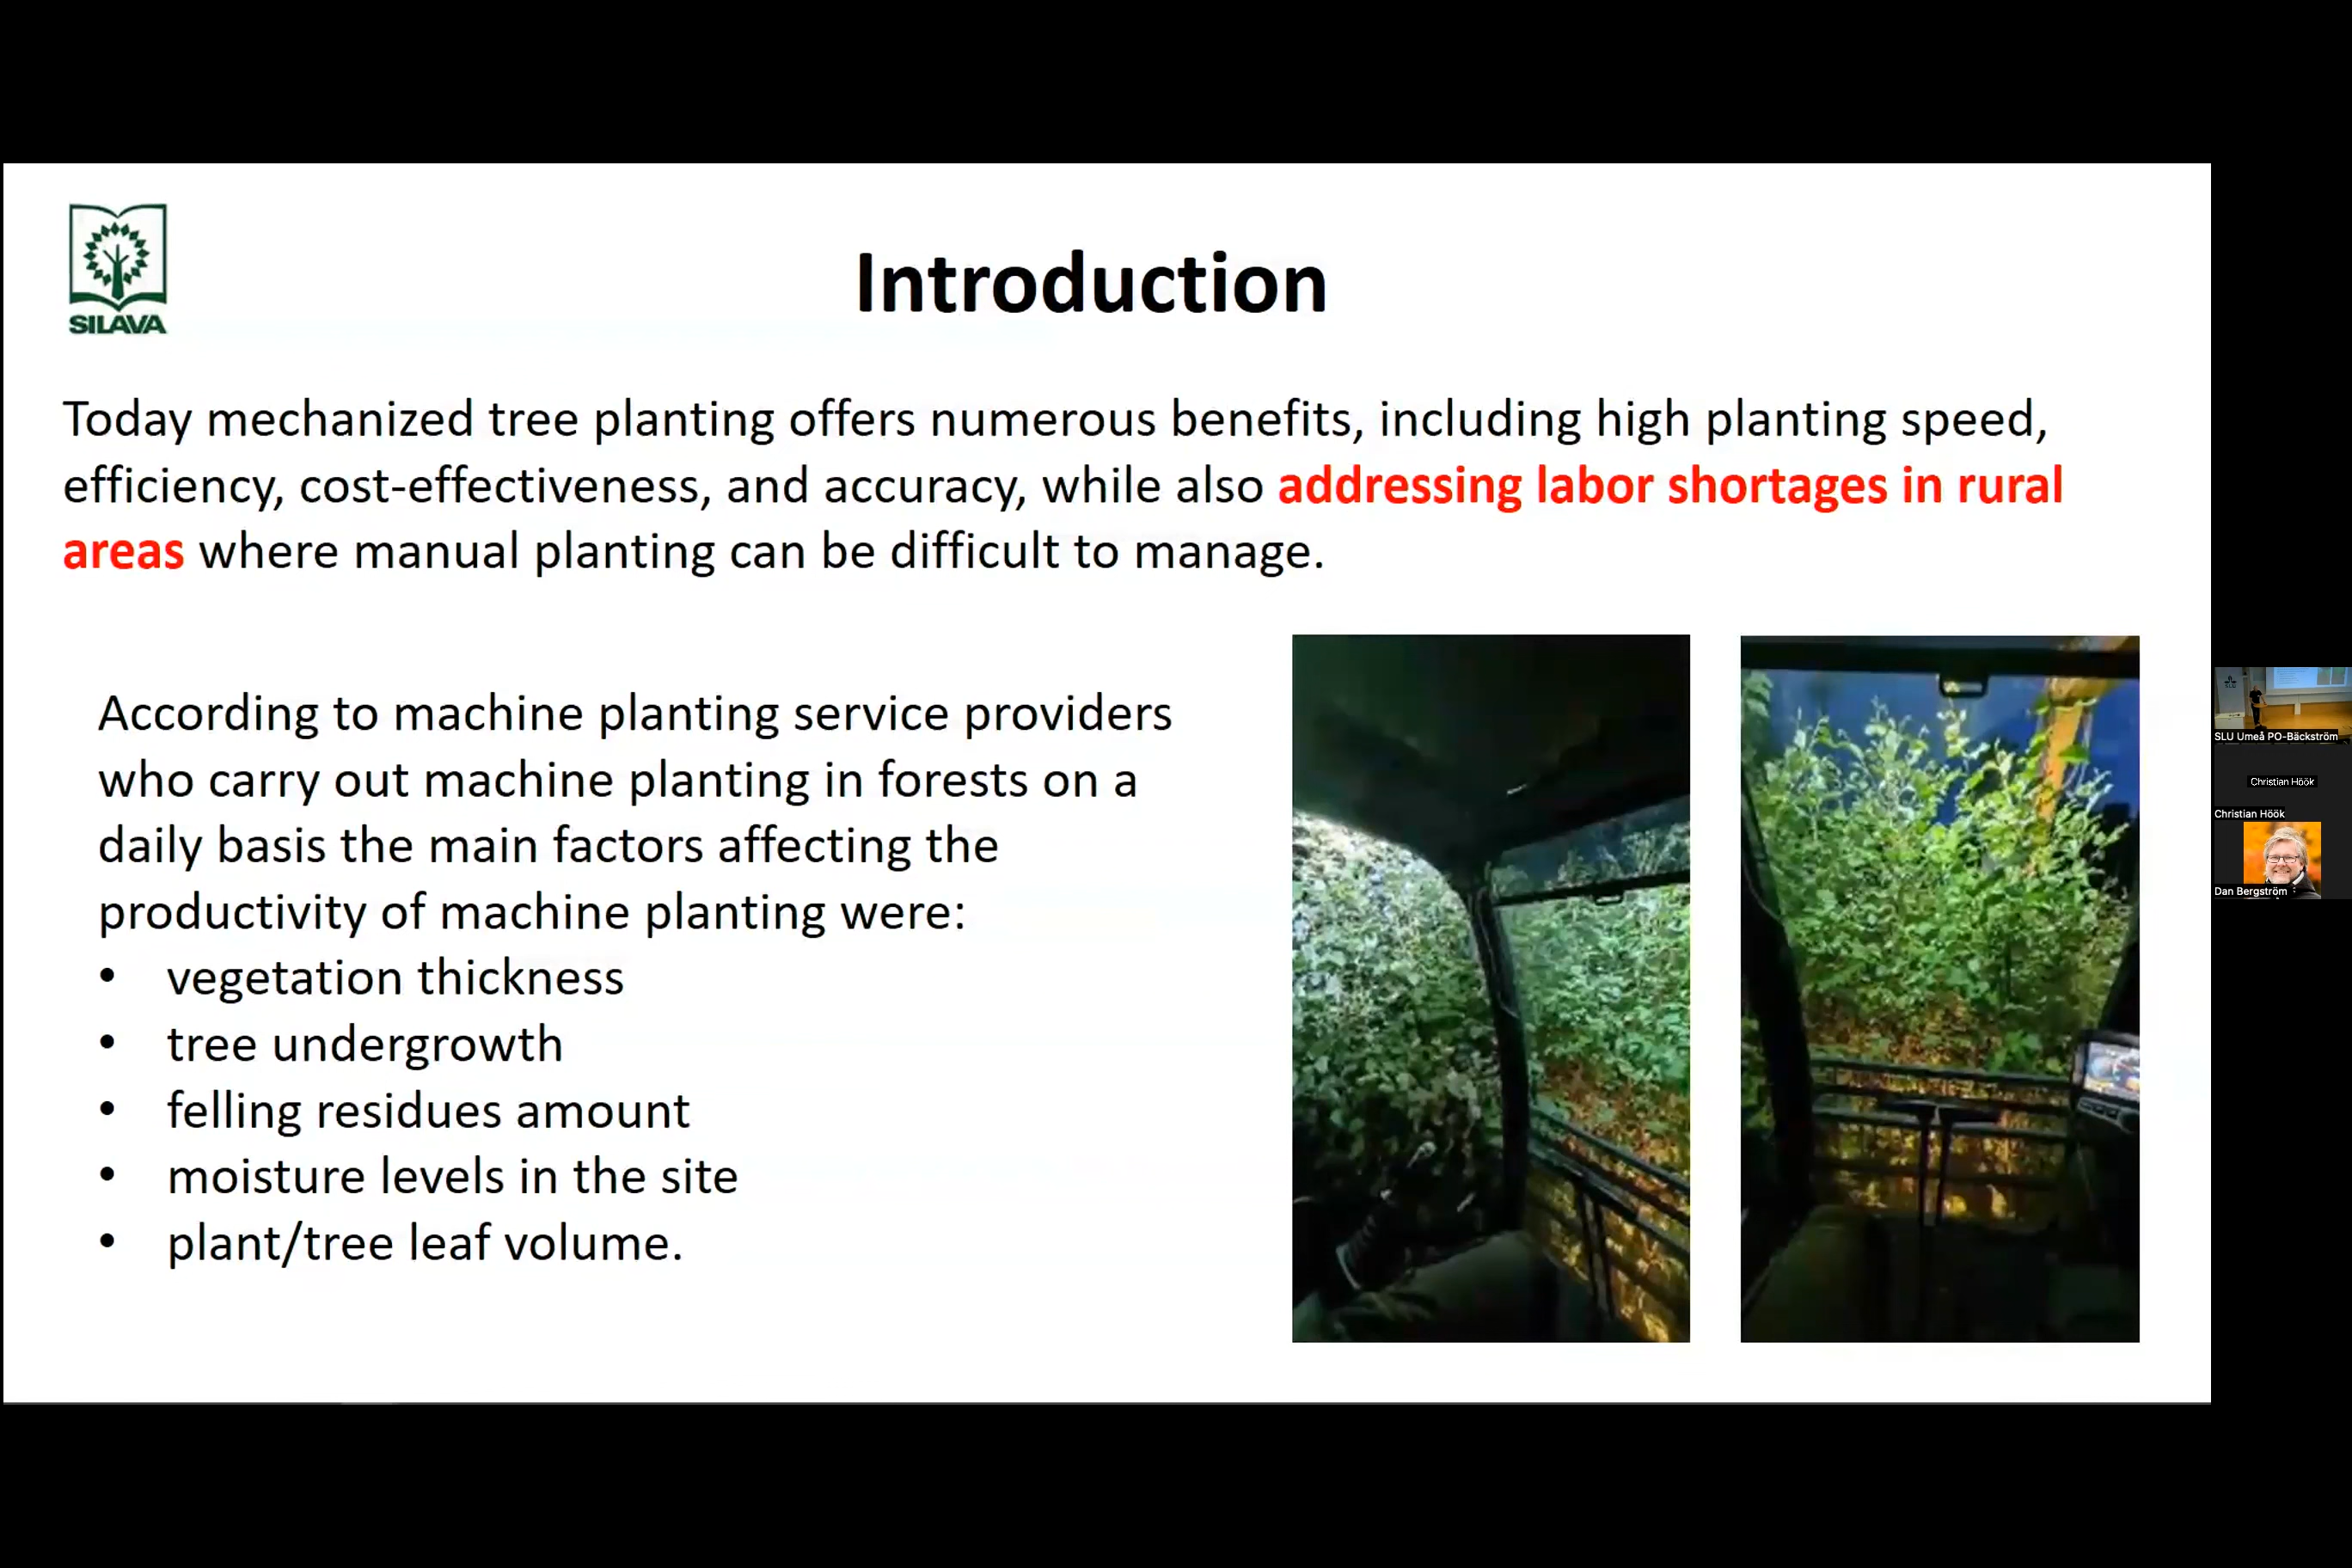 SILAVA
Introduction
Today mechanized tree planting offers numerous benefits, including high planting speed,
efficiency, cost-effectiveness, and accuracy, while also addressing labor shortages in rural
areas where manual planting can be difficult to manage.
According to machine planting service providers
who carry out machine planting in forests on a
daily basis the main factors affecting the
productivity of machine planting were:
• vegetation thickness
• tree undergrowth
• felling residues amount
• moisture levels in the site
• plant/tree leaf volume.
SLU Umeå PO-Bäckström
Christian Höök
Christian Höök
Dan Bergström